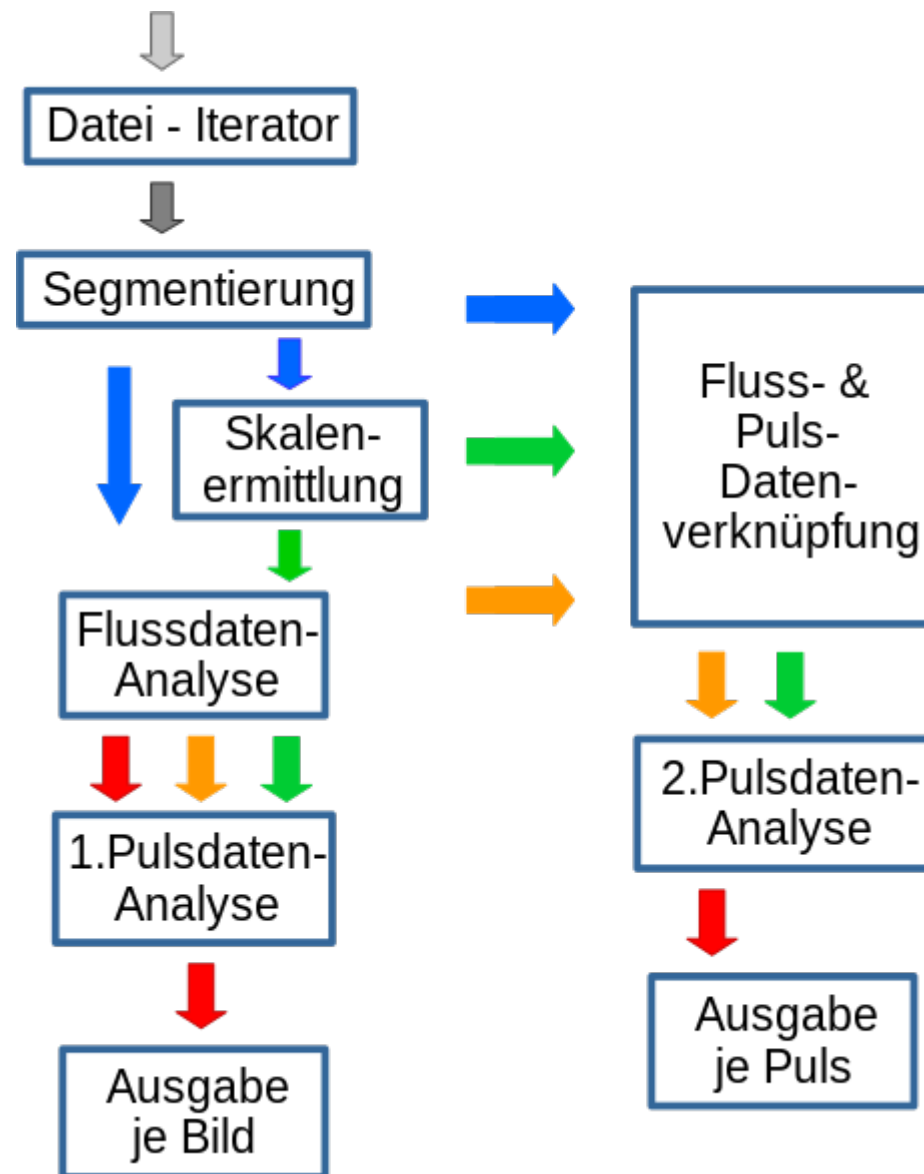 Datei - Iterator
Segmentierung
Skalen-
ermittlung
Flussdaten-
Analyse
1.Pulsdaten-
Analyse
Ausgabe
je Bild
Fluss- &
Puls-
Daten-
verknüpfung
2.Pulsdaten-
Analyse
Ausgabe
je Puls